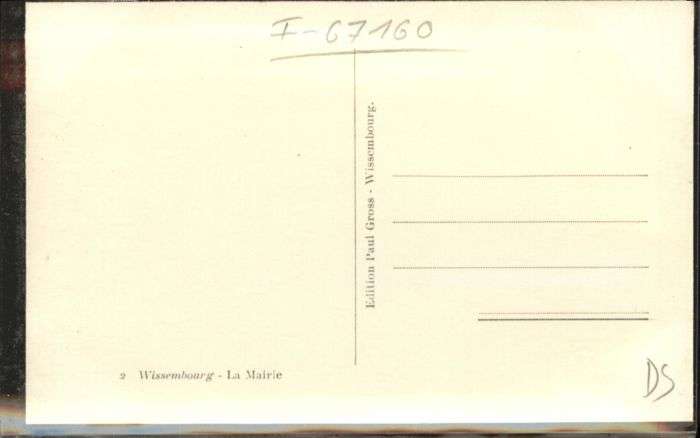 I-67160
Edition Paul Gross - Wissembourg.
2 Wissembourg - La Mairie
DS